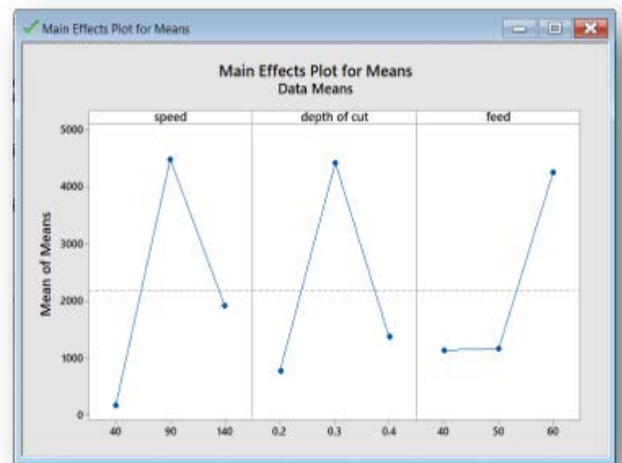 Main Effects Plot for Means
Main Effects Plot for Means
Data Means
speed depth of cut feed
5000
4000
3000
2000
1000
0
Mean of Means
40 90 140 0.2 0.3 0.4 40 50 60